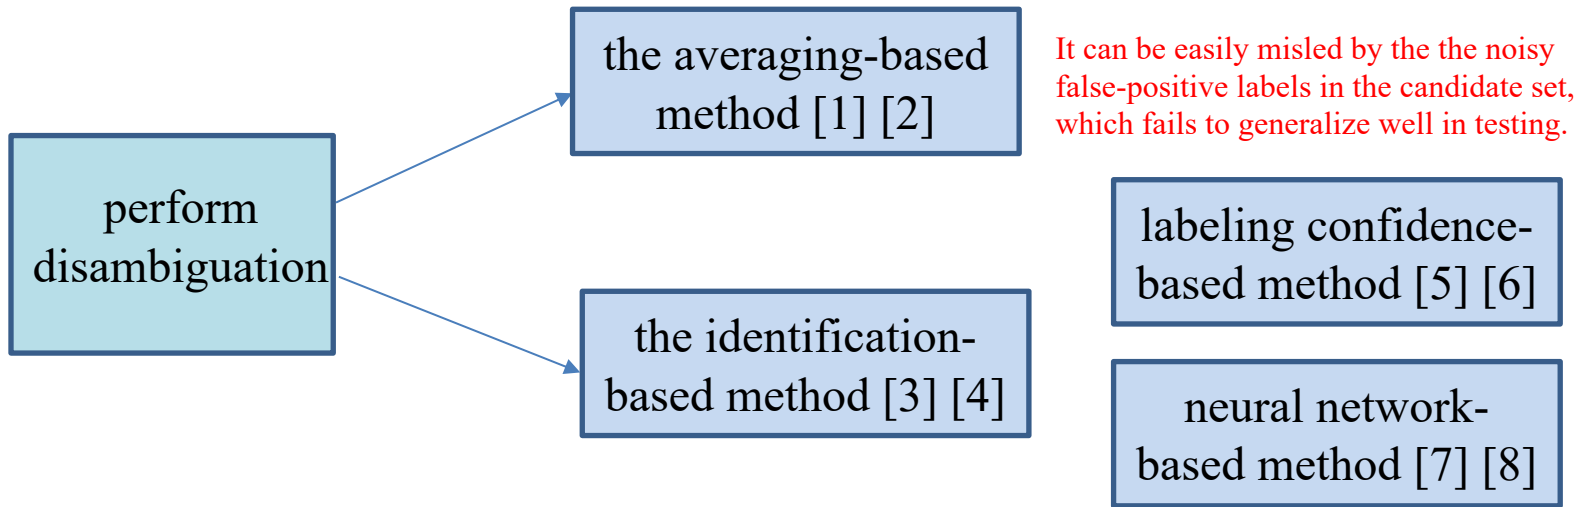 perform
disambiguation
the averaging-based
method [1] [2]
It can be easily misled by the the noisy
false-positive labels in the candidate set,
which fails to generalize well in testing.
the identification-
based method [3] [4]
labeling confidence-
based method [5] [6]
neural network-
based method [7] [8]